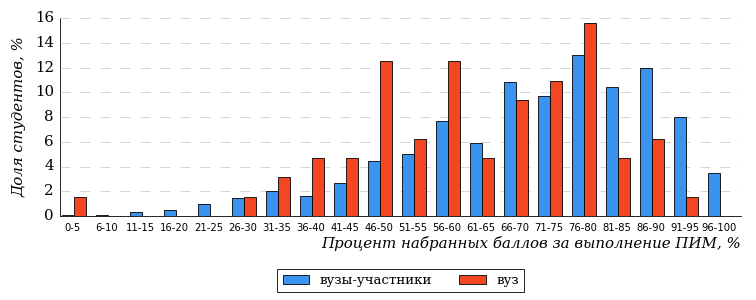 Доля студентов, %
16
14
12
10
8
6
4
2
0
0-5 6-10 11-15 16-20 21-25 26-30 31-35 36-40 41-45 46-50 51-55 56-60 61-65 66-70 71-75 76-80 81-85 86-90 91-95 96-100
Процент набранных баллов за выполнение ПИМ, %
вузы-участники вуз